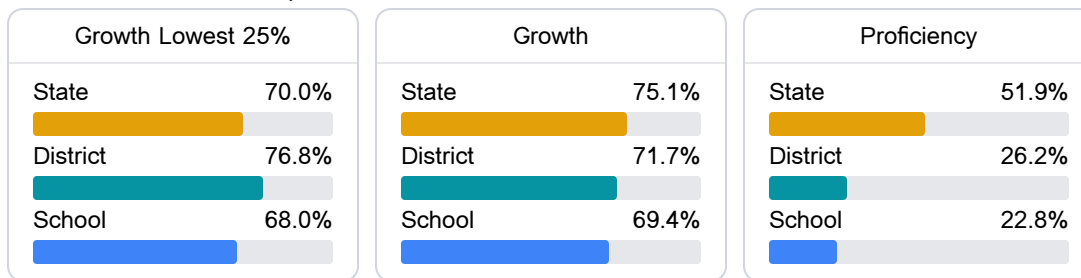 Growth Lowest 25%
State 70.0%
District 76.8%
School 68.0%
Growth
State 75.1%
District 71.7%
School 69.4%
Proficiency
State 51.9%
District 26.2%
School 22.8%